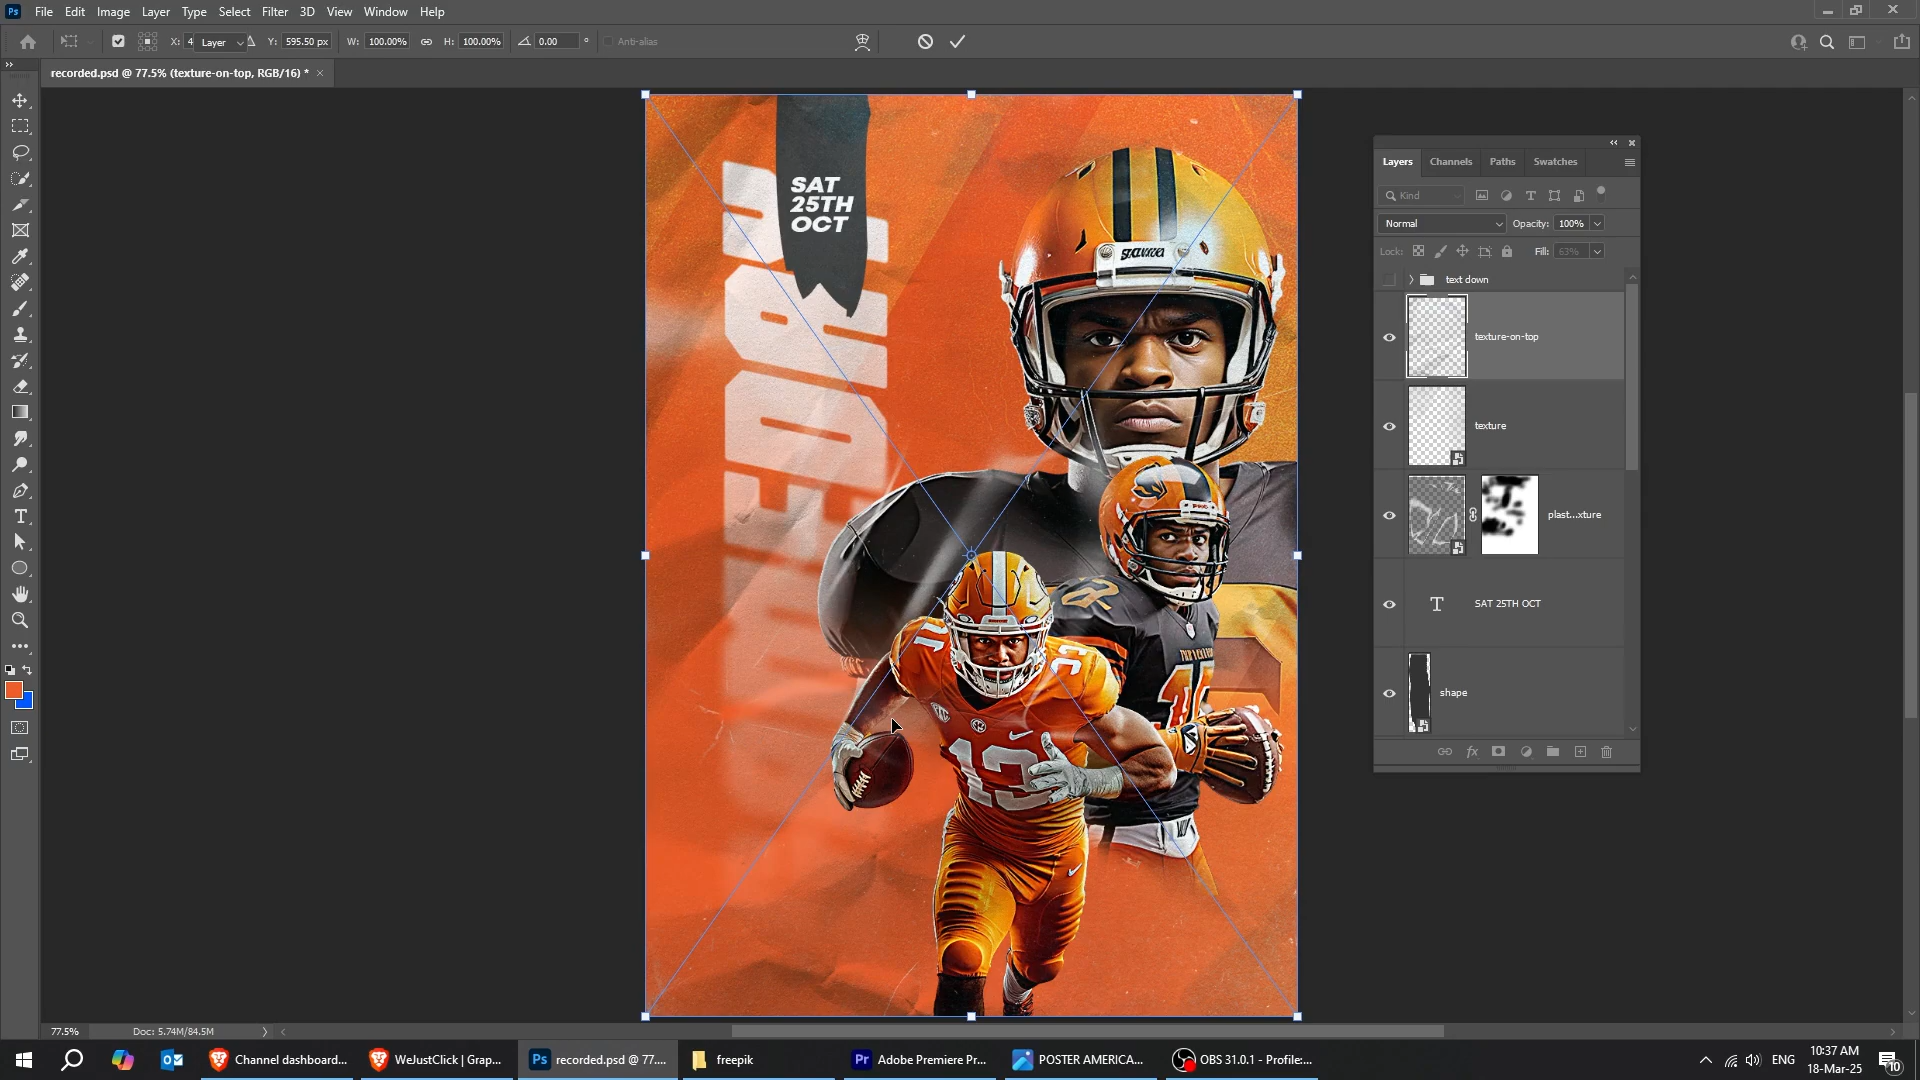 File Edit Image Layer Type Select Filter 3D View Window Help
X: 4 Layer Y: 595.50 px W: 100.00% H: 100.00% 0.00 ° Anti-alias
recorded.psd @ 77.5% (texture-on-top, RGB/16) *
SAT
25TH
OCT
13
Layers Channels Paths Swatches
Kind
Normal Opacity: 100%
Lock: Fill: 63%
text down
texture-on-top
texture
plast...xture
T SAT 25TH OCT
shape
77.5% Doc: 5.74M/84.5M
Channel dashboard... WeJustClick | Grap... recorded.psd @ 77.... freepik Adobe Premiere Pr... POSTER AMERICA... OBS 31.0.1 - Profile:...
ENG 10:37 AM
18-Mar-25 10